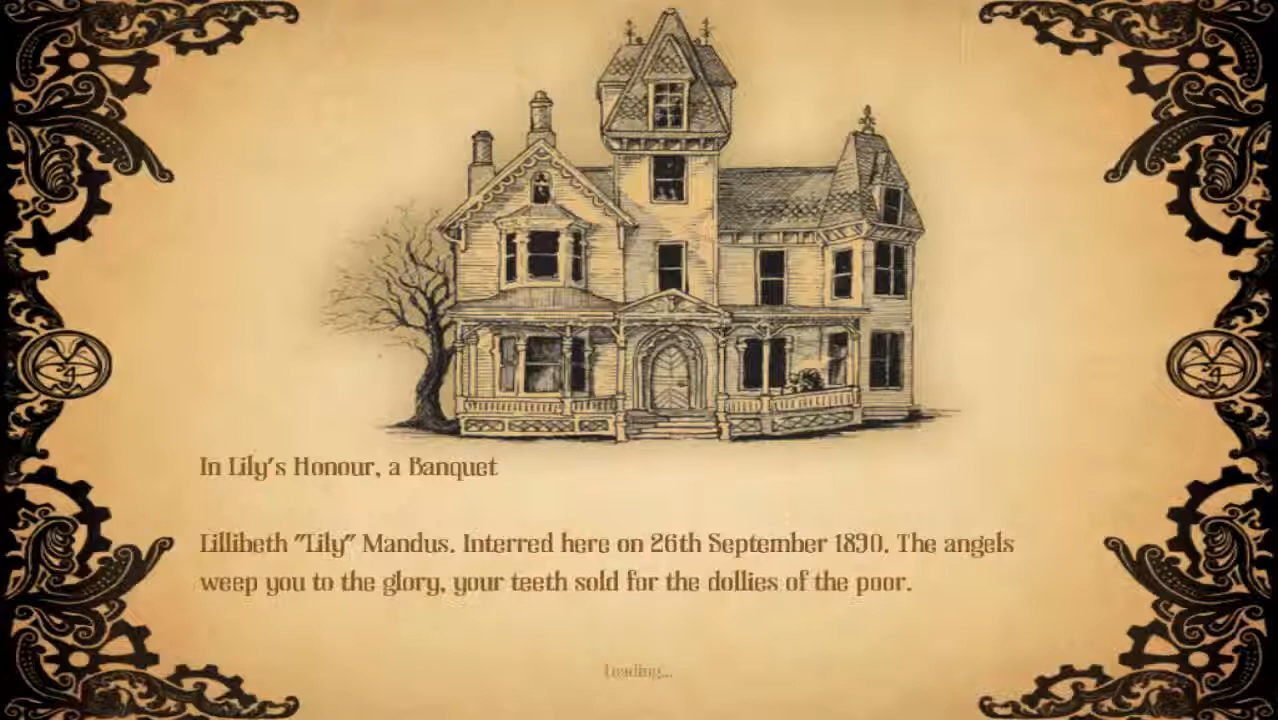 In Lily's Honour, a Banquet
Lillibeth "Lily" Mandus. Interred here on 26th September 1890. The angels
weep you to the glory, your teeth sold for the dollies of the poor.
Loading...